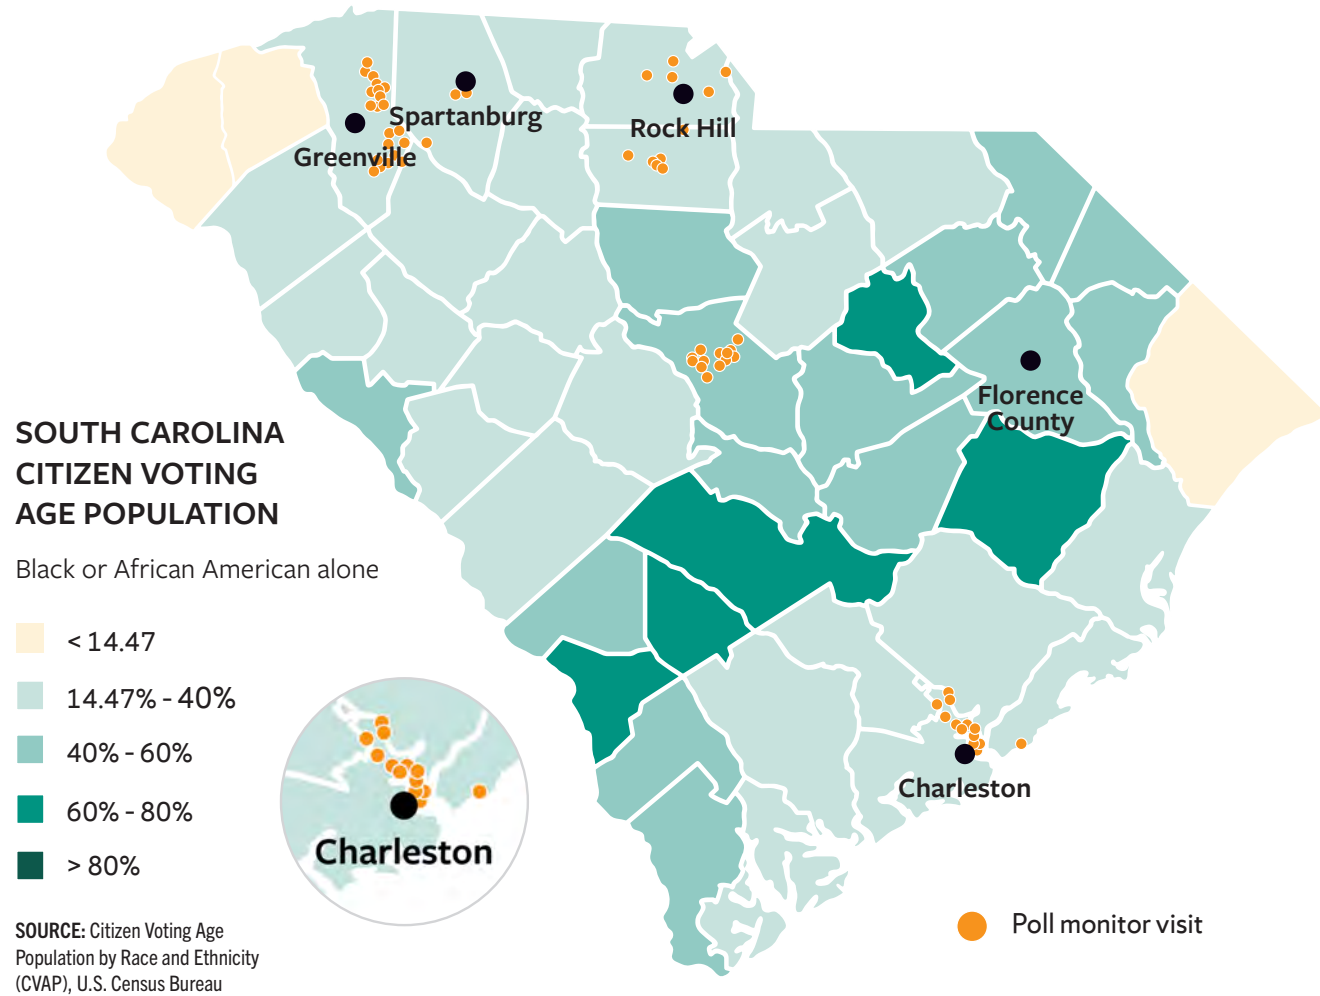 Spartanburg
Rock Hill
Greenville
Florence
County
SOUTH CAROLINA
CITIZEN VOTING
AGE POPULATION
Black or African American alone
< 14.47
14.47% - 40%
40% - 60%
60% - 80%
> 80%
Charleston
Charleston
Poll monitor visit
SOURCE: Citizen Voting Age
Population by Race and Ethnicity
(CVAP), U.S. Census Bureau